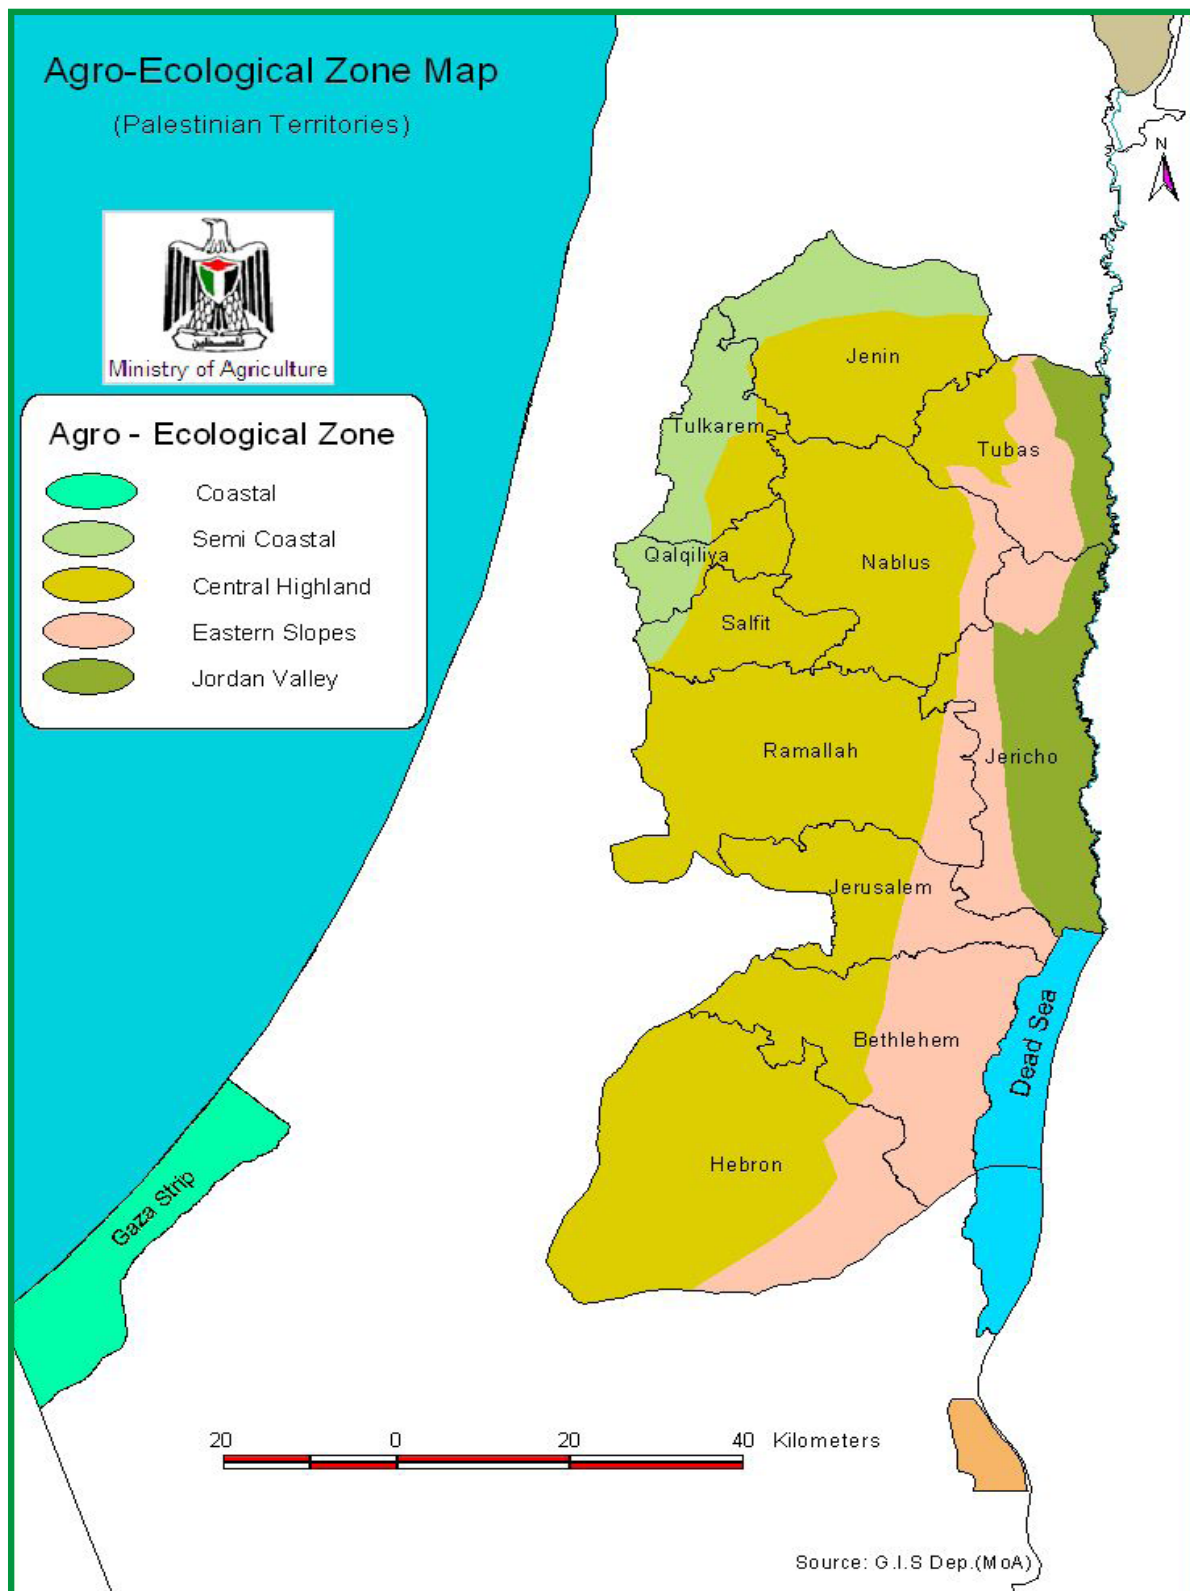 Agro-Ecological Zone Map
(Palestinian Territories)
N
فلسطين
Ministry of Agriculture
Agro - Ecological Zone
Coastal
Semi Coastal
Central Highland
Eastern Slopes
Jordan Valley
Jenin
Tulkarem
Tubas
Qalqiliya
Nablus
Salfit
Ramallah
Jericho
Jerusalem
Dead Sea
Bethlehem
Hebron
Gaza Strip
20 0 20 40 Kilometers
Source: G.I.S Dep.(MoA)